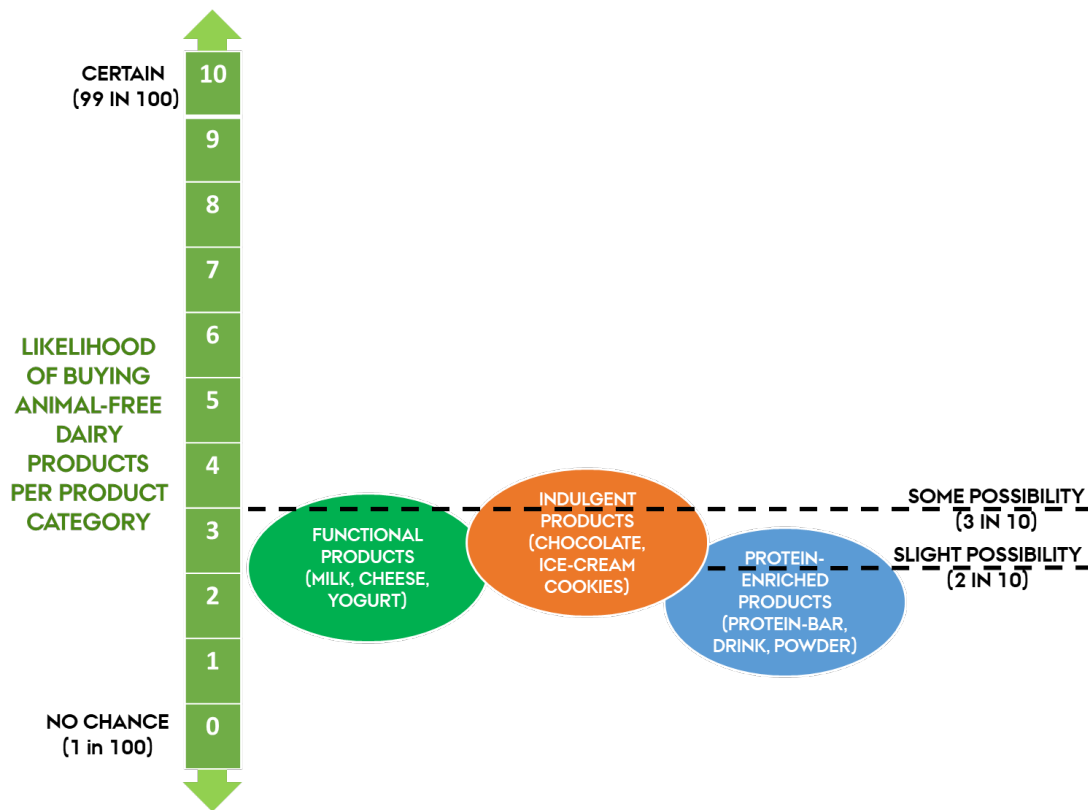 CERTAIN
(99 IN 100)
10
9
8
7
6
5
4
3
2
1
0
LIKELIHOOD
OF BUYING
ANIMAL-FREE
DAIRY
PRODUCTS
PER PRODUCT
CATEGORY
NO CHANCE
(1 in 100)
FUNCTIONAL
PRODUCTS
(MILK, CHEESE,
YOGURT)
INDULGENT
PRODUCTS
(CHOCOLATE,
ICE-CREAM
COOKIES)
PROTEIN-
ENRICHED
PRODUCTS
(PROTEIN-BAR,
DRINK, POWDER)
SOME POSSIBILITY
(3 IN 10)
SLIGHT POSSIBILITY
(2 IN 10)